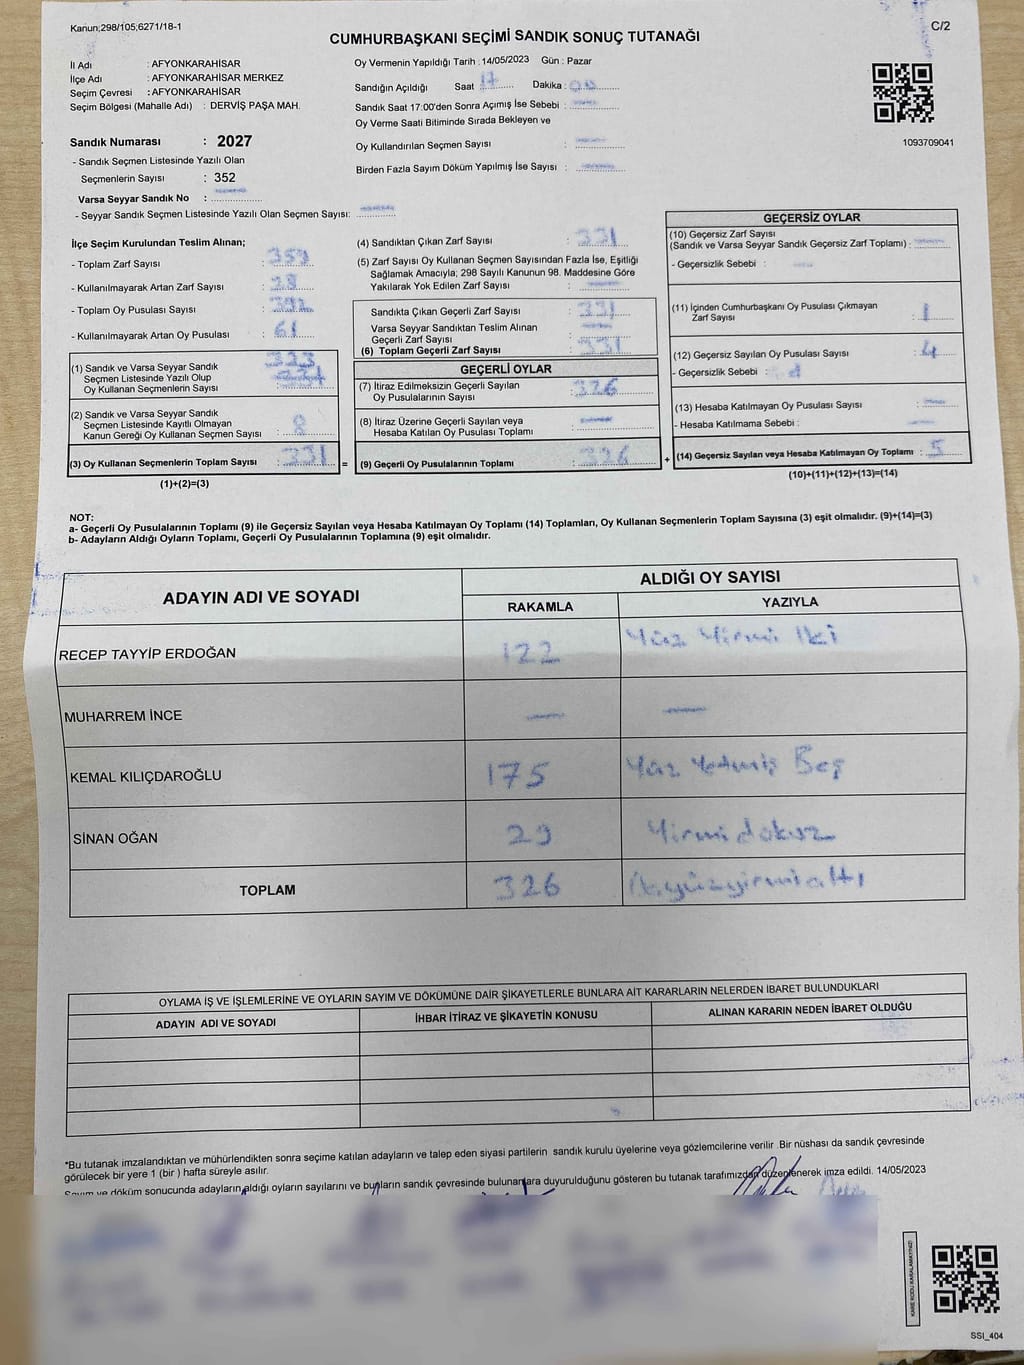 Kanun;298/105;6271/18-1
C/2
CUMHURBAŞKANI SEÇİMİ SANDIK SONUÇ TUTANAĞI
İl Adı : AFYONKARAHİSAR
İlçe Adı : AFYONKARAHİSAR MERKEZ
Seçim Çevresi : AFYONKARAHİSAR
Seçim Bölgesi (Mahalle Adı) : DERVİŞ PAŞA MAH.
Sandık Numarası : 2027
- Sandık Seçmen Listesinde Yazılı Olan
Seçmenlerin Sayısı : 352
Varsa Seyyar Sandık No :
- Seyyar Sandık Seçmen Listesinde Yazılı Olan Seçmen Sayısı:
Oy Vermenin Yapıldığı Tarih : 14/05/2023 Gün : Pazar
Sandığın Açıldığı Saat 17 Dakika : 00
Sandık Saat 17:00'den Sonra Açımış İse Sebebi :
Oy Verme Saati Bitiminde Sırada Bekleyen ve
Oy Kullandırılan Seçmen Sayısı :
Birden Fazla Sayım Döküm Yapılmış İse Sayısı :
1093709041
İlçe Seçim Kurulundan Teslim Alınan;
- Toplam Zarf Sayısı : 359
- Kullanılmayarak Artan Zarf Sayısı : 28
- Toplam Oy Pusulası Sayısı : 392
- Kullanılmayarak Artan Oy Pusulası : 61
(1) Sandık ve Varsa Seyyar Sandık
Seçmen Listesinde Yazılı Olup
Oy Kullanan Seçmenlerin Sayısı : 323
(2) Sandık ve Varsa Seyyar Sandık
Seçmen Listesinde Kayıtlı Olmayan
Kanun Gereği Oy Kullanan Seçmen Sayısı : 8
(3) Oy Kullanan Seçmenlerin Toplam Sayısı : 331 =
(1)+(2)=(3)
(4) Sandıktan Çıkan Zarf Sayısı : 331
(5) Zarf Sayısı Oy Kullanan Seçmen Sayısından Fazla İse, Eşitliği
Sağlamak Amacıyla; 298 Sayılı Kanunun 98. Maddesine Göre
Yakılarak Yok Edilen Zarf Sayısı :
Sandıkta Çıkan Geçerli Zarf Sayısı : 331
Varsa Seyyar Sandıktan Teslim Alınan
Geçerli Zarf Sayısı :
(6) Toplam Geçerli Zarf Sayısı : 331
GEÇERLİ OYLAR
(7) İtiraz Edilmeksizin Geçerli Sayılan
Oy Pusulalarının Sayısı : 326
(8) İtiraz Üzerine Geçerli Sayılan veya
Hesaba Katılan Oy Pusulası Toplamı :
(9) Geçerli Oy Pusulalarının Toplamı : 326 +
GEÇERSİZ OYLAR
(10) Geçersiz Zarf Sayısı
(Sandık ve Varsa Seyyar Sandık Geçersiz Zarf Toplamı) :
- Geçersizlik Sebebi :
(11) İçinden Cumhurbaşkanı Oy Pusulası Çıkmayan
Zarf Sayısı : 1
(12) Geçersiz Sayılan Oy Pusulası Sayısı : 4
- Geçersizlik Sebebi :
(13) Hesaba Katılmayan Oy Pusulası Sayısı :
- Hesaba Katılmama Sebebi :
(14) Geçersiz Sayılan veya Hesaba Katılmayan Oy Toplamı : 5
(10)+(11)+(12)+(13)=(14)
NOT:
a- Geçerli Oy Pusulalarının Toplamı (9) ile Geçersiz Sayılan veya Hesaba Katılmayan Oy Toplamı (14) Toplamları, Oy Kullanan Seçmenlerin Toplam Sayısına (3) eşit olmalıdır. (9)+(14)=(3)
b- Adayların Aldığı Oyların Toplamı, Geçerli Oy Pusulalarının Toplamına (9) eşit olmalıdır.
ADAYIN ADI VE SOYADI
ALDIĞI OY SAYISI
RAKAMLA YAZIYLA
RECEP TAYYİP ERDOĞAN 122 Yüz Yirmi İki
MUHARREM İNCE — —
KEMAL KILIÇDAROĞLU 175 Yüz Yetmiş Beş
SİNAN OĞAN 29 Yirmi dokuz
TOPLAM 326 Üçyüzyirmialtı
OYLAMA İŞ VE İŞLEMLERİNE VE OYLARIN SAYIM VE DÖKÜMÜNE DAİR ŞİKAYETLERLE BUNLARA AİT KARARLARIN NELERDEN İBARET BULUNDUKLARI
ADAYIN ADI VE SOYADI İHBAR İTİRAZ VE ŞİKAYETİN KONUSU ALINAN KARARIN NEDEN İBARET OLDUĞU
*Bu tutanak imzalandıktan ve mühürlendikten sonra seçime katılan adayların ve talep eden siyasi partilerin sandık kurulu üyelerine veya gözlemcilerine verilir .Bir nüshası da sandık çevresinde
görülecek bir yere 1 (bir ) hafta süreyle asılır.
Sayım ve döküm sonucunda adayların aldığı oyların sayılarını ve bunların sandık çevresinde bulunanlara duyurulduğunu gösteren bu tutanak tarafımızdan düzenlenerek imza edildi. 14/05/2023
KARE KODU KARALAMAYINIZ!
SSI_404